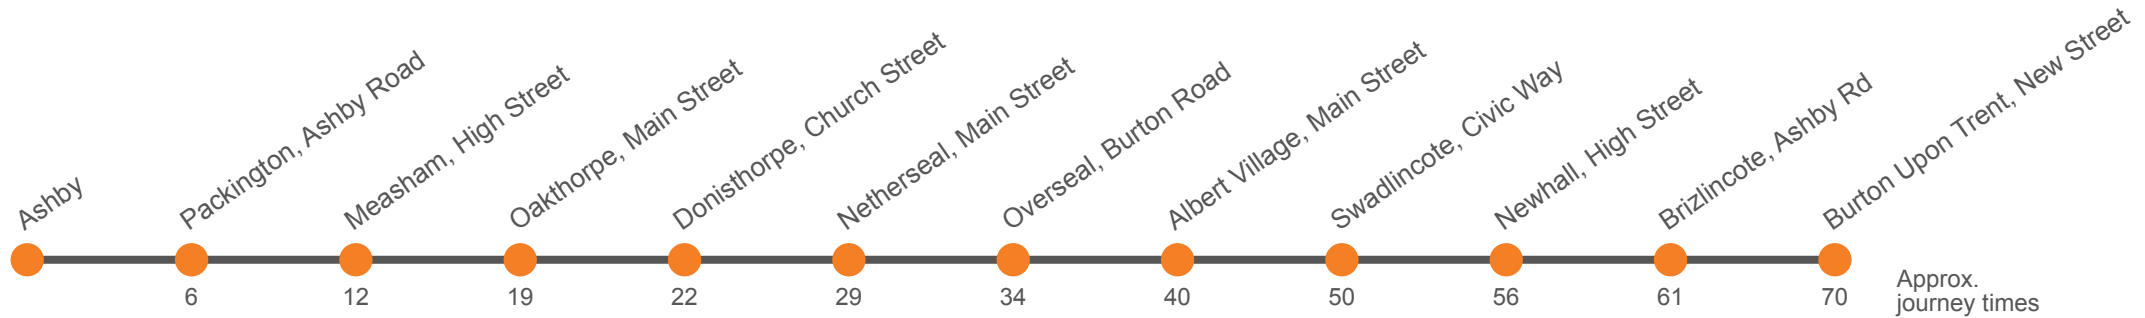 Ashby
Packington, Ashby Road
Measham, High Street
Oakthorpe, Main Street
Donisthorpe, Church Street
Netherseal, Main Street
Overseal, Burton Road
Albert Village, Main Street
Swadlincote, Civic Way
Newhall, High Street
Brizlincote, Ashby Rd
Burton Upon Trent, New Street
6
12
19
22
29
34
40
50
56
61
70
Approx.
journey times